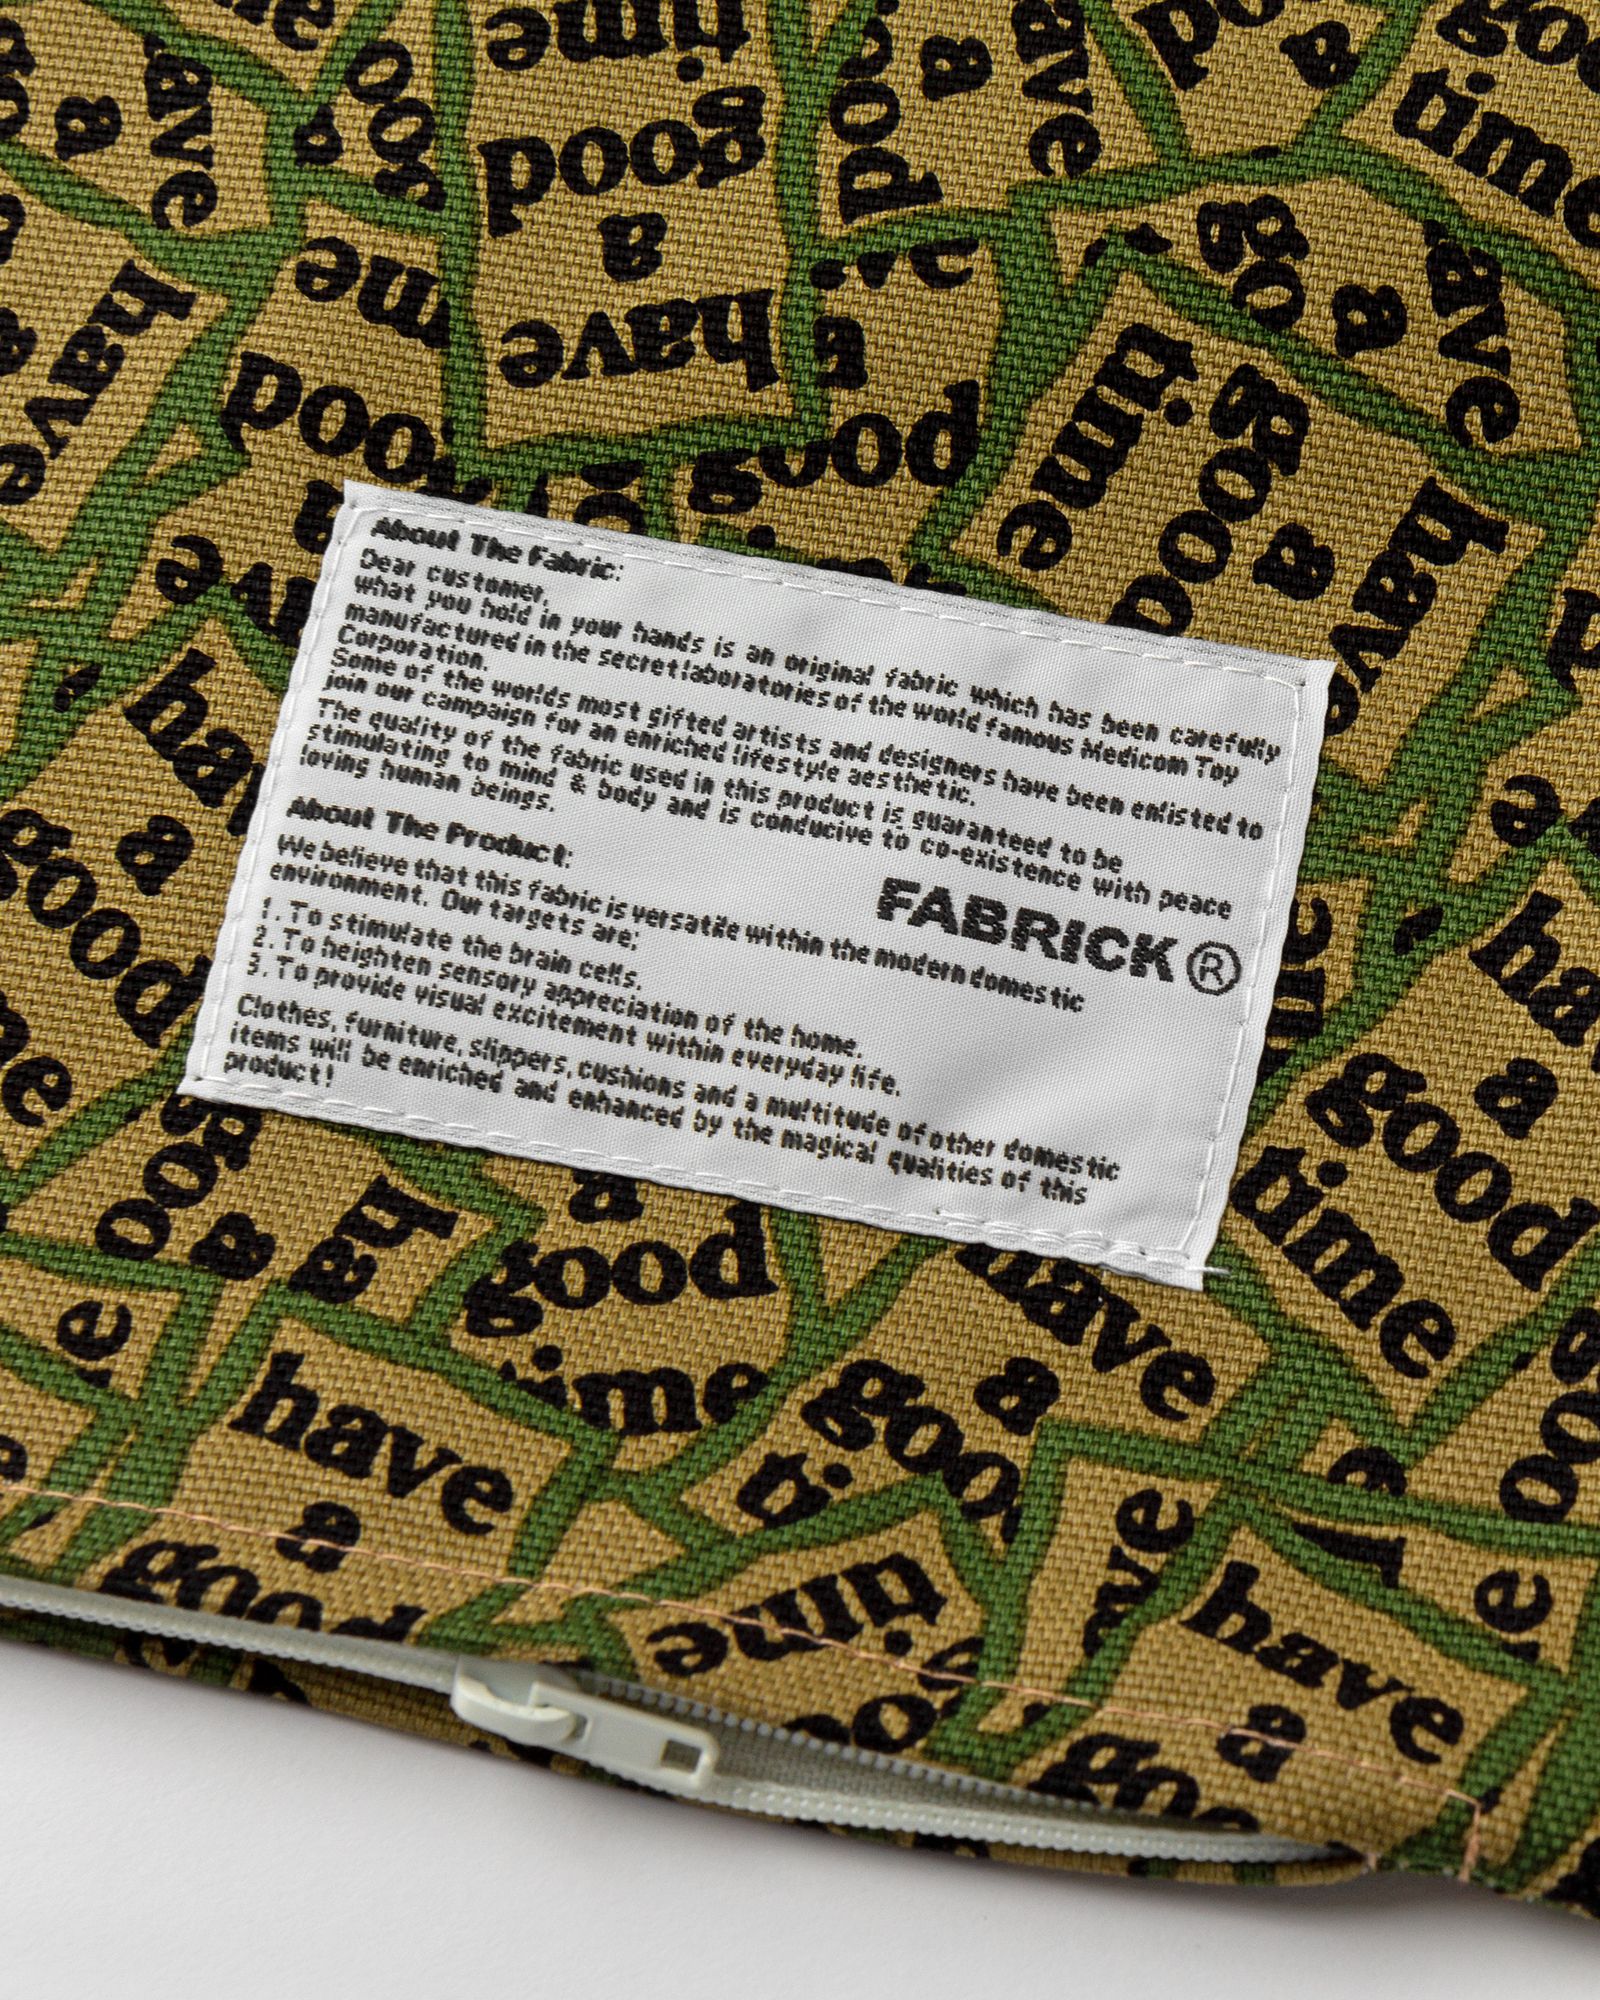 About The Fabric:
Dear customer,
what you hold in your hands is an original fabric which has been carefully
manufactured in the secret laboratories of the world famous Medicom Toy
Corporation.
Some of the worlds most gifted artists and designers have been enlisted to
join our campaign for an enriched lifestyle aesthetic.
The quality of the fabric used in this product is guaranteed to be
stimulating to mind & body and is conducive to co-existence with peace
loving human beings.
About The Product:
We believe that this fabric is versatile within the modern domestic
environment. Our targets are;
1. To stimulate the brain cells.
2. To heighten sensory appreciation of the home.
3. To provide visual excitement within everyday life.
Clothes, furniture, slippers, cushions and a multitude of other domestic
items will be enriched and enhanced by the magical qualities of this
product!
FABRICK®
have
a
good
time
have
a
good
time
have
a
good
time
have
a
good
have
a
good
have
a